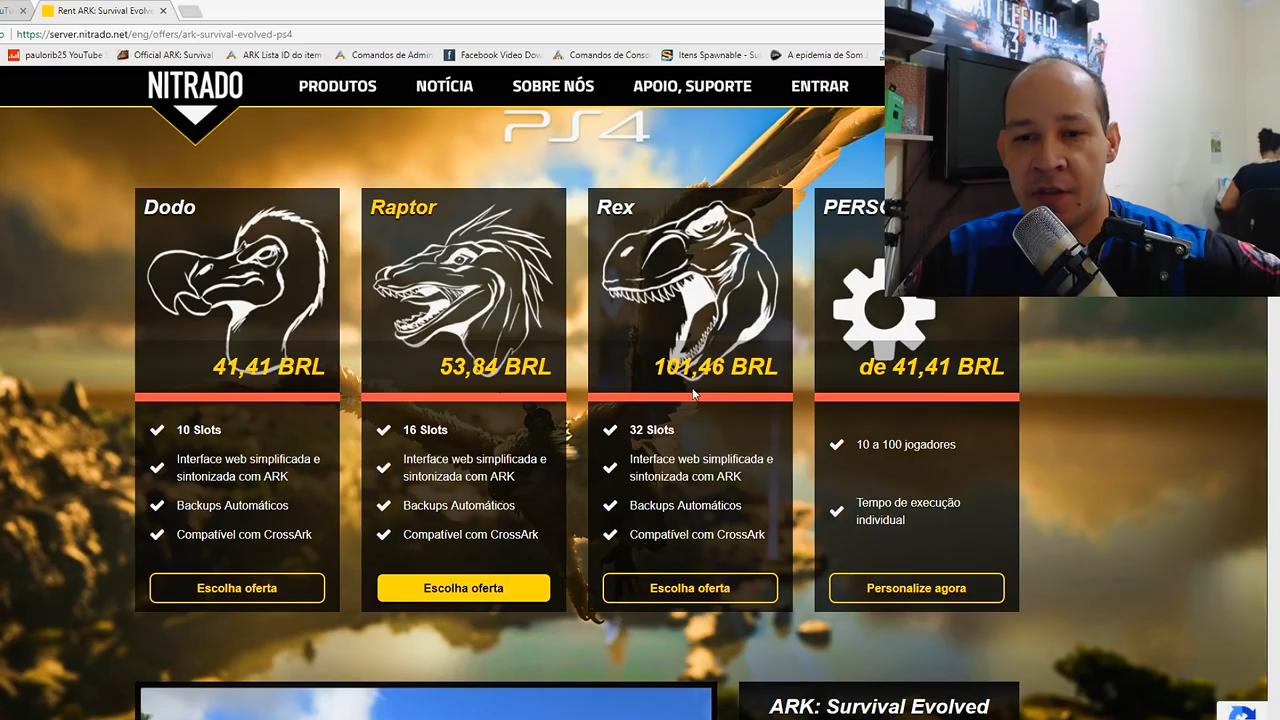 Rent ARK: Survival Evolv
https://server.nitrado.net/eng/offers/ark-survival-evolved-ps4
paulorib25 YouTube
Official ARK: Survival
ARK Lista ID do item
Comandos de Admin
Facebook Video Dow
Comandos de Conso
Itens Spawnable - Su
A epidemia de Som
BATTLEFIELD
3
NITRADO
PRODUTOS
NOTÍCIA
SOBRE NÓS
APOIO, SUPORTE
ENTRAR
PS4
Dodo
41,41 BRL
10 Slots
Interface web simplificada e
sintonizada com ARK
Backups Automáticos
Compatível com CrossArk
Escolha oferta
Raptor
53,84 BRL
16 Slots
Interface web simplificada e
sintonizada com ARK
Backups Automáticos
Compatível com CrossArk
Escolha oferta
Rex
101,46 BRL
32 Slots
Interface web simplificada e
sintonizada com ARK
Backups Automáticos
Compatível com CrossArk
Escolha oferta
PERSO
de 41,41 BRL
10 a 100 jogadores
Tempo de execução
individual
Personalize agora
ARK: Survival Evolved